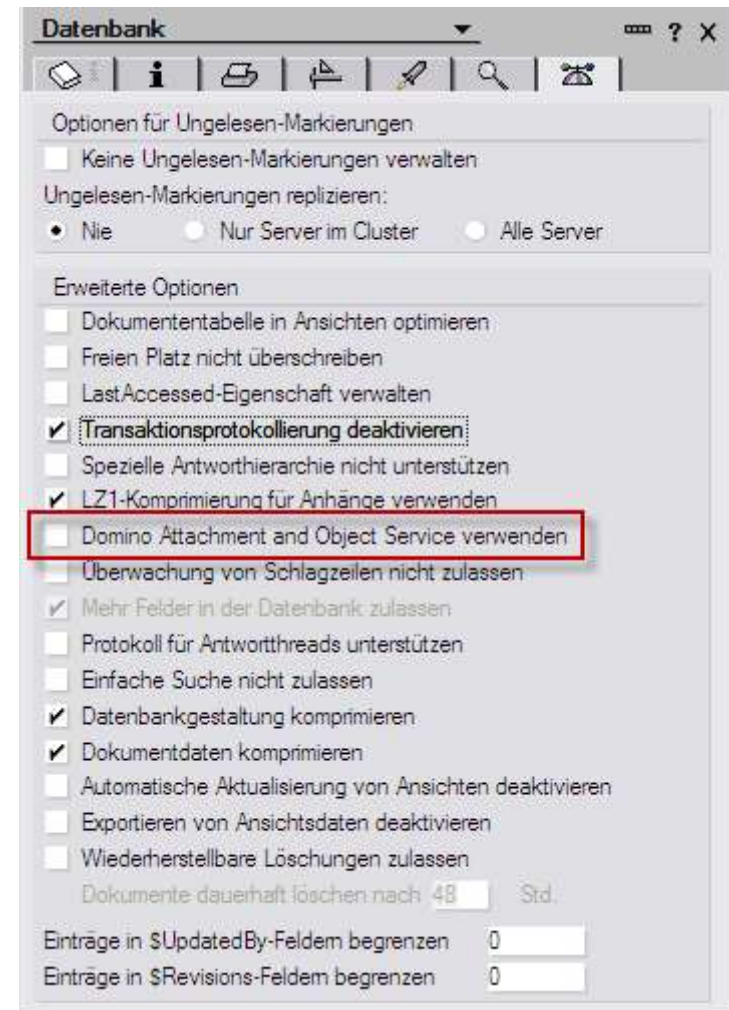 Datenbank ? X
i
Optionen für Ungelesen-Markierungen
Keine Ungelesen-Markierungen verwalten
Ungelesen-Markierungen replizieren:
Nie Nur Server im Cluster Alle Server
Erweiterte Optionen
Dokumententabelle in Ansichten optimieren
Freien Platz nicht überschreiben
LastAccessed-Eigenschaft verwalten
Transaktionsprotokollierung deaktivieren
Spezielle Antworthierarchie nicht unterstützen
LZ1-Komprimierung für Anhänge verwenden
Domino Attachment and Object Service verwenden
Überwachung von Schlagzeilen nicht zulassen
Mehr Felder in der Datenbank zulassen
Protokoll für Antwortthreads unterstützen
Einfache Suche nicht zulassen
Datenbankgestaltung komprimieren
Dokumentdaten komprimieren
Automatische Aktualisierung von Ansichten deaktivieren
Exportieren von Ansichtsdaten deaktivieren
Wiederherstellbare Löschungen zulassen
Dokumente dauerhaft löschen nach 48 Std.
Einträge in $UpdatedBy-Feldern begrenzen 0
Einträge in $Revisions-Feldern begrenzen 0